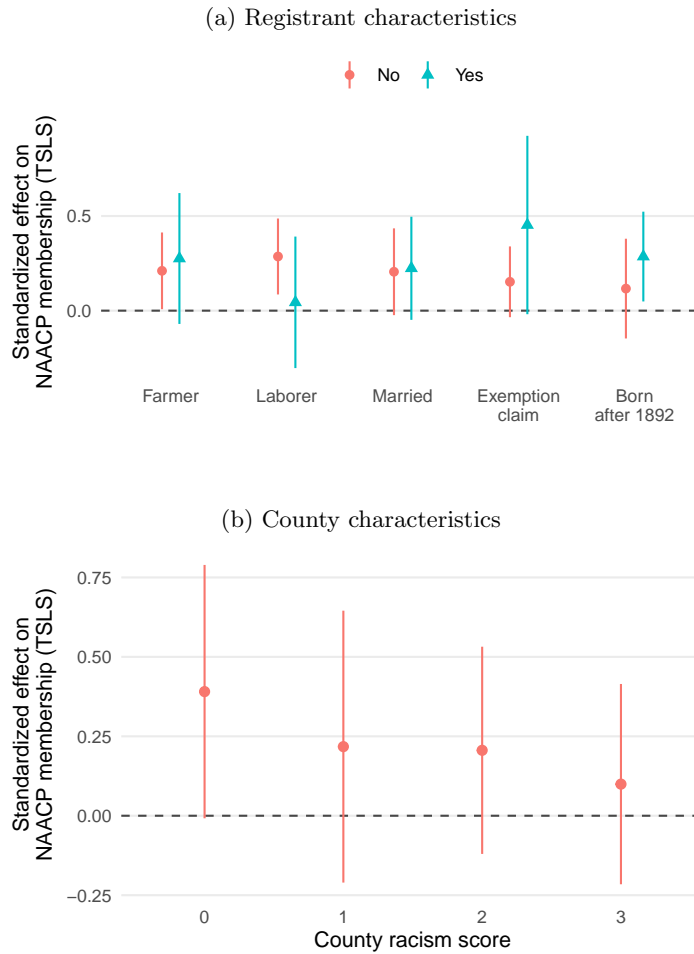 (a) Registrant characteristics
No Yes
Standardized effect on
NAACP membership (TSLS)
0.5
0.0
Farmer Laborer Married Exemption claim Born after 1892
(b) County characteristics
Standardized effect on
NAACP membership (TSLS)
0.75
0.50
0.25
0.00
−0.25
0 1 2 3
County racism score